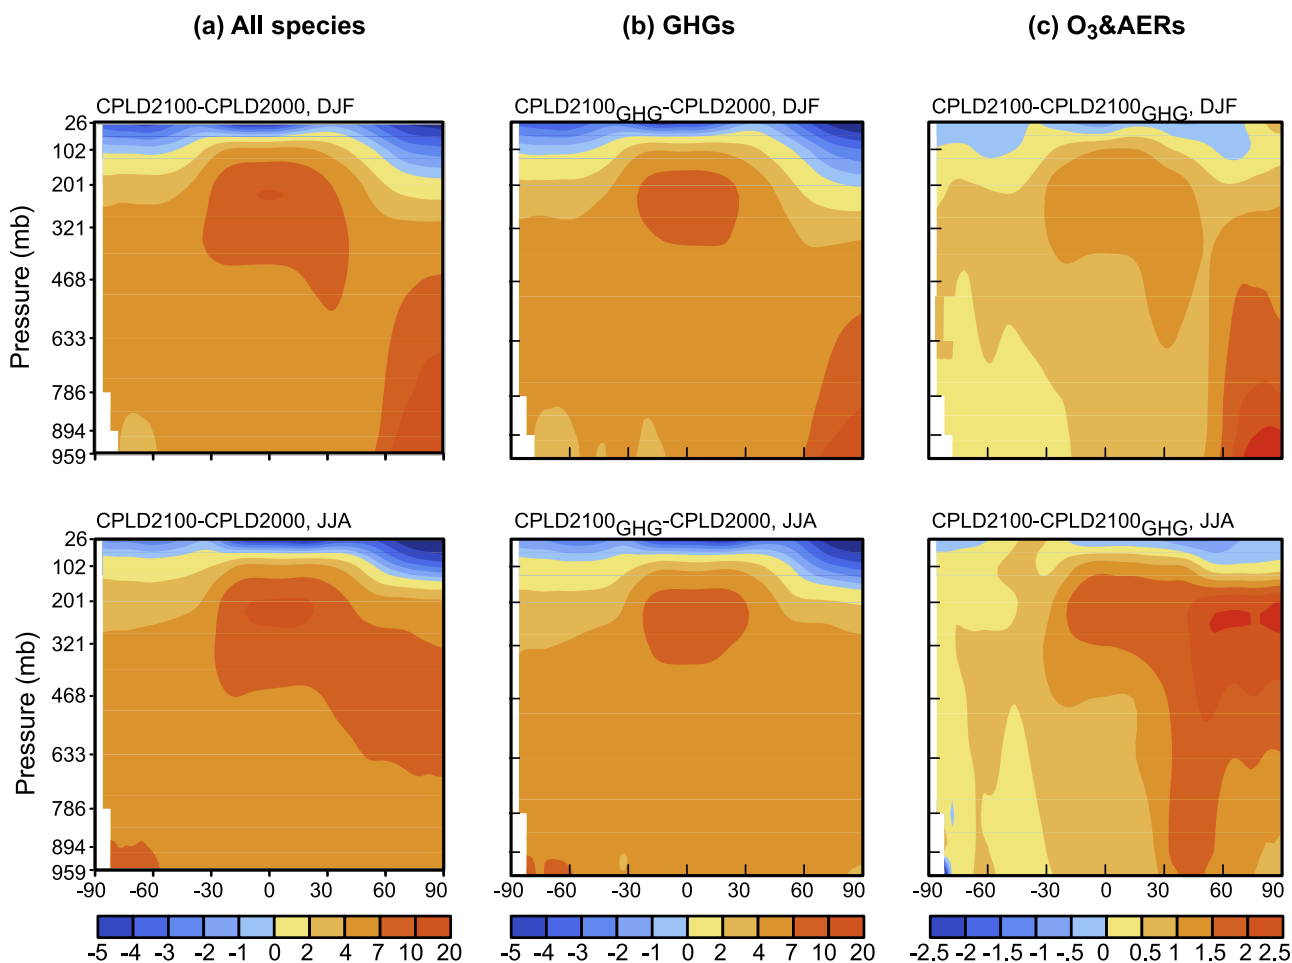 (a) All species
(b) GHGs
(c) O3&AERs
CPLD2100-CPLD2000, DJF
CPLD2100GHG-CPLD2000, DJF
CPLD2100-CPLD2100GHG, DJF
Pressure (mb)
26
102
201
321
468
633
786
894
959
CPLD2100-CPLD2000, JJA
CPLD2100GHG-CPLD2000, JJA
CPLD2100-CPLD2100GHG, JJA
Pressure (mb)
26
102
201
321
468
633
786
894
959
-90 -60 -30 0 30 60 90
-60 -30 0 30 60 90
-60 -30 0 30 60 90
-5 -4 -3 -2 -1 0 2 4 7 10 20
-5 -4 -3 -2 -1 0 2 4 7 10 20
-2.5 -2 -1.5 -1 -.5 0 0.5 1 1.5 2 2.5